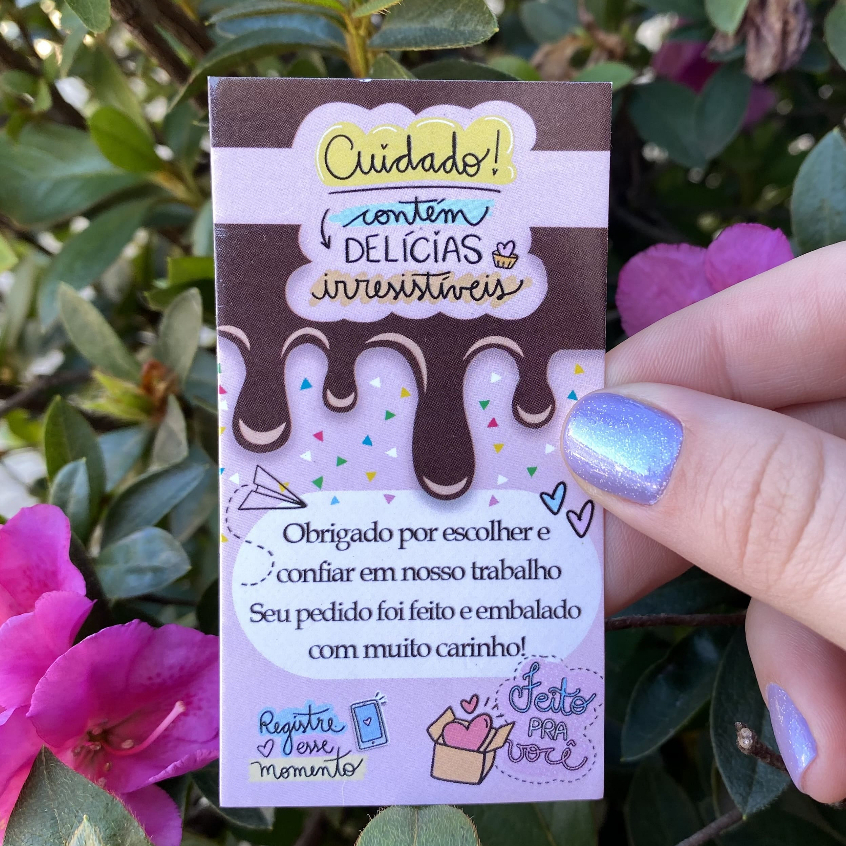 Cuidado!
contém
DELÍCIAS
irresistíveis
Obrigado por escolher e
confiar em nosso trabalho
Seu pedido foi feito e embalado
com muito carinho!
Registre
esse
momento
Feito
PRA
você